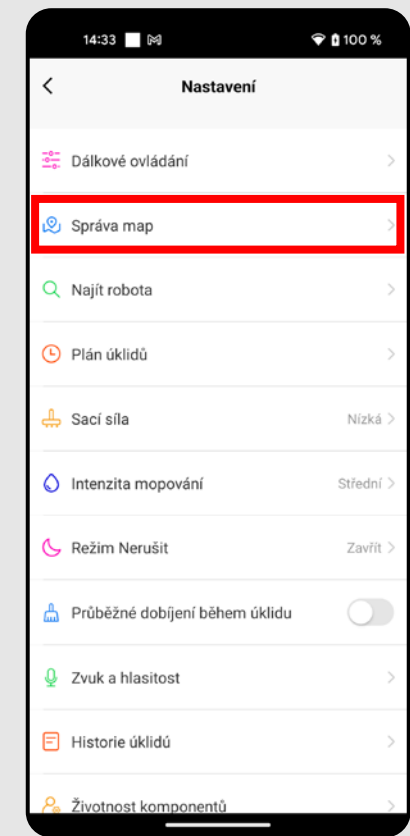 14:33 100 %
Nastavení
Dálkové ovládání
Správa map
Najít robota
Plán úklidů
Sací síla Nízká
Intenzita mopování Střední
Režim Nerušit Zavřít
Průběžné dobíjení během úklidu
Zvuk a hlasitost
Historie úklidů
Životnost komponentů